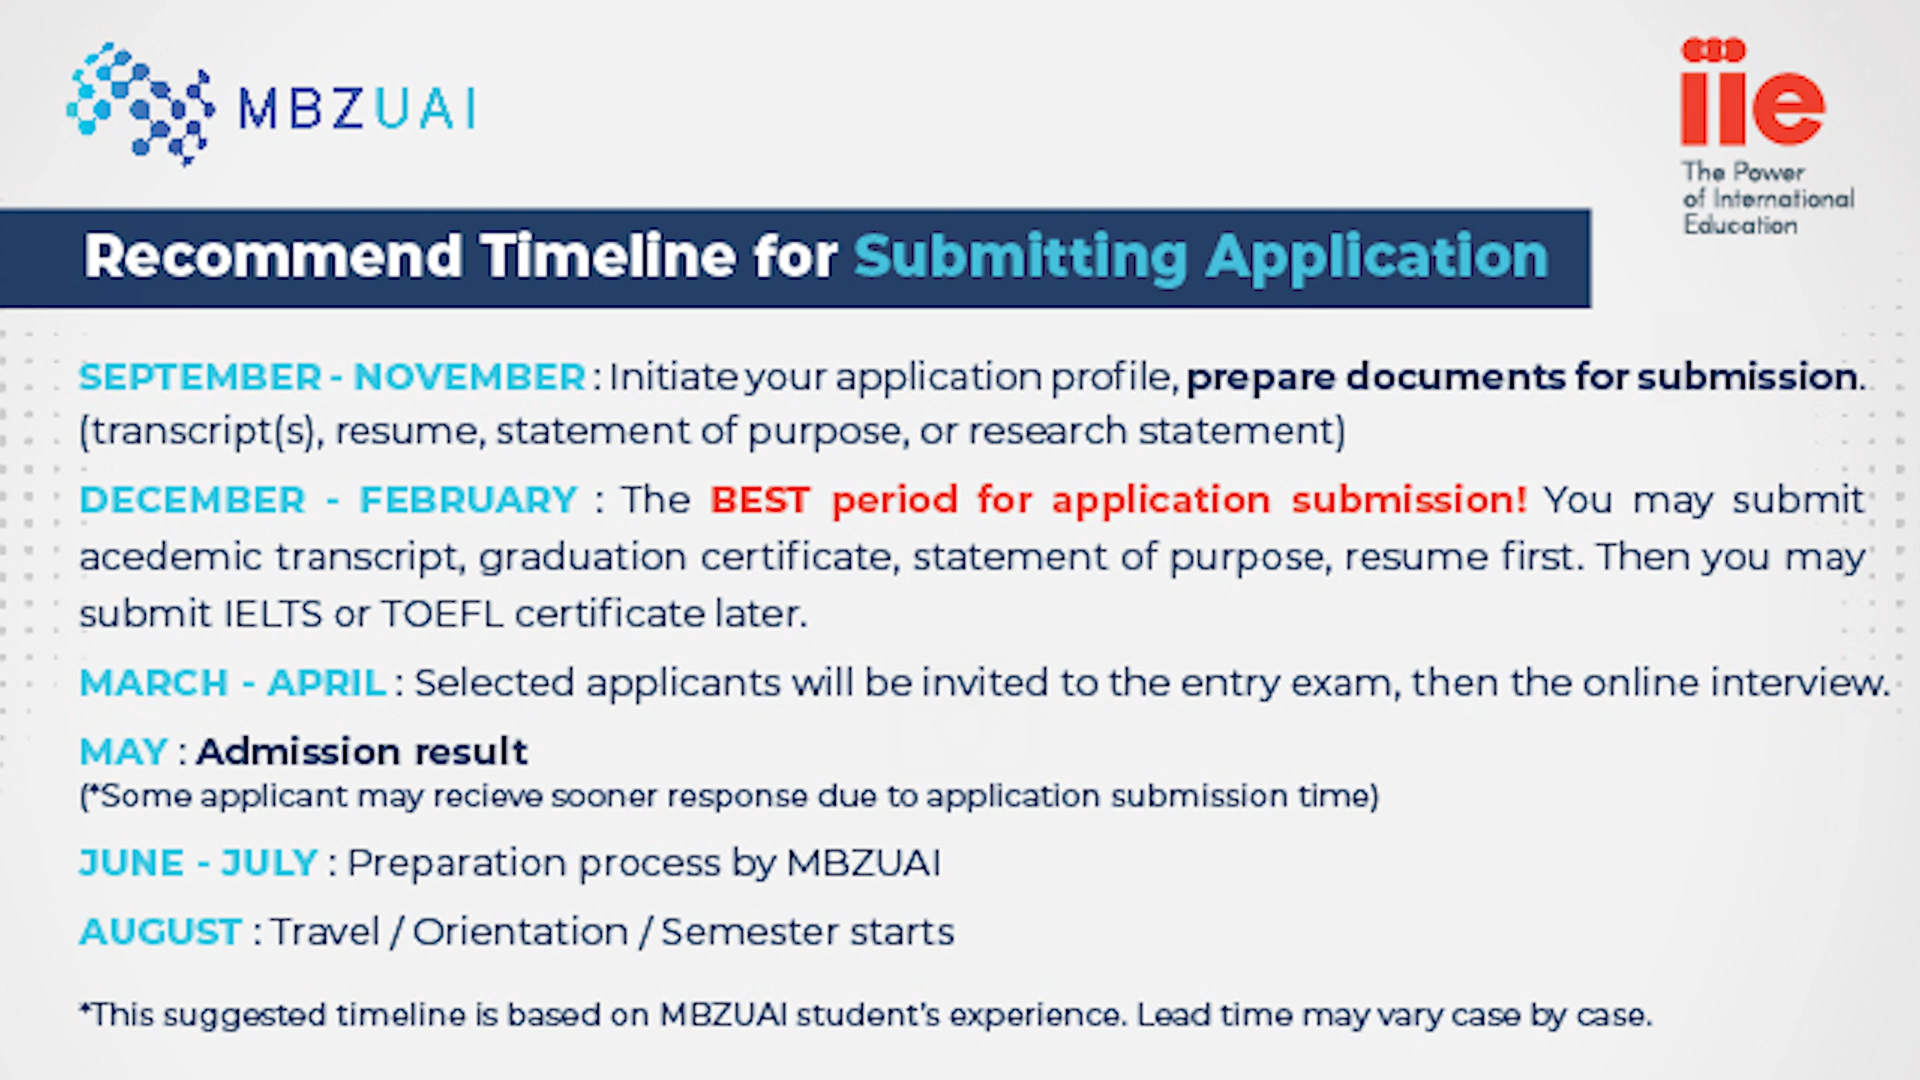 MBZUAI
iie
The Power
of International
Education
Recommend Timeline for Submitting Application
SEPTEMBER - NOVEMBER : Initiate your application profile, prepare documents for submission.
(transcript(s), resume, statement of purpose, or research statement)
DECEMBER - FEBRUARY : The BEST period for application submission! You may submit
acedemic transcript, graduation certificate, statement of purpose, resume first. Then you may
submit IELTS or TOEFL certificate later.
MARCH - APRIL : Selected applicants will be invited to the entry exam, then the online interview.
MAY : Admission result
(*Some applicant may recieve sooner response due to application submission time)
JUNE - JULY : Preparation process by MBZUAI
AUGUST : Travel / Orientation / Semester starts
*This suggested timeline is based on MBZUAI student's experience. Lead time may vary case by case.